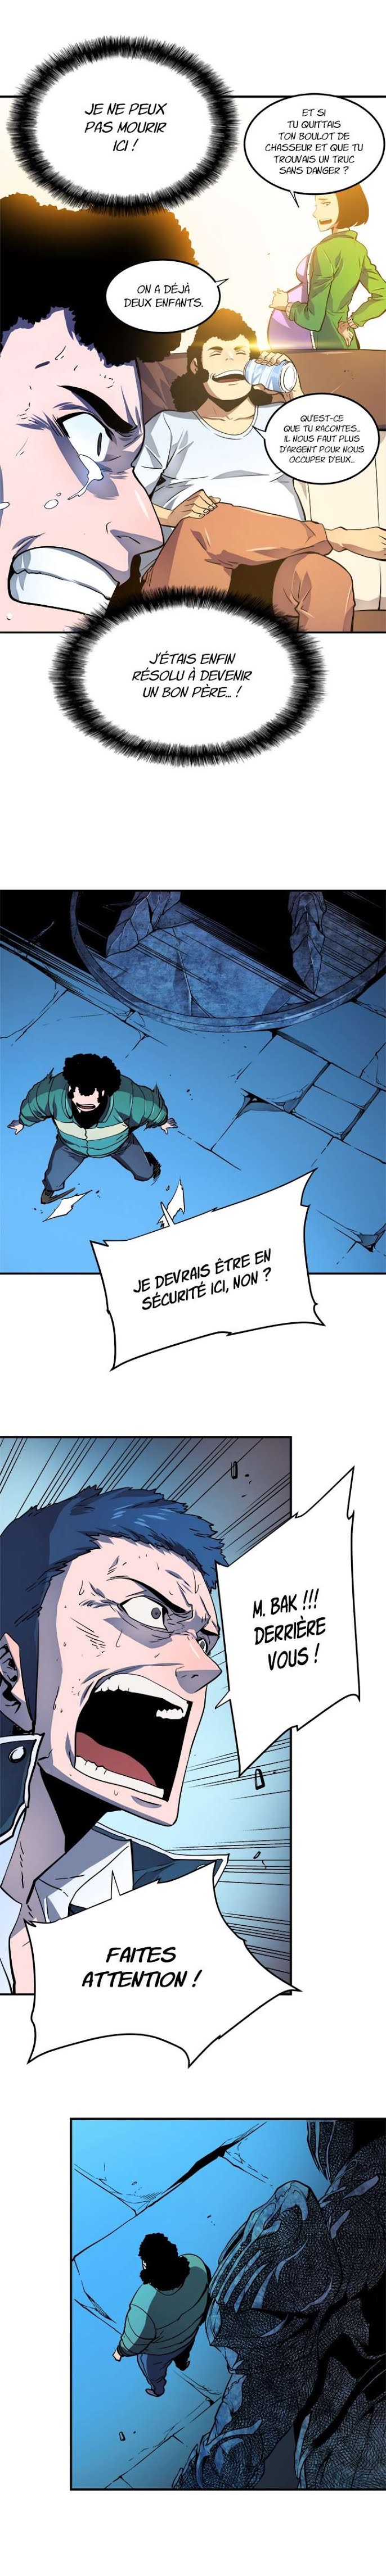 JE NE PEUX
PAS MOURIR
ICI !
ET SI
TU QUITTAIS
TON BOULOT DE
CHASSEUR ET QUE TU
TROUVAIS UN TRUC
SANS DANGER ?
ON A DÉJÀ
DEUX ENFANTS.
QU'EST-CE
QUE TU RACONTES...
IL NOUS FAUT PLUS
D'ARGENT POUR NOUS
OCCUPER D'EUX...
J'ÉTAIS ENFIN
RÉSOLU À DEVENIR
UN BON PÈRE... !
JE DEVRAIS ÊTRE EN
SÉCURITÉ ICI, NON ?
M. BAK !!!
DERRIÈRE
VOUS !
FAITES
ATTENTION !